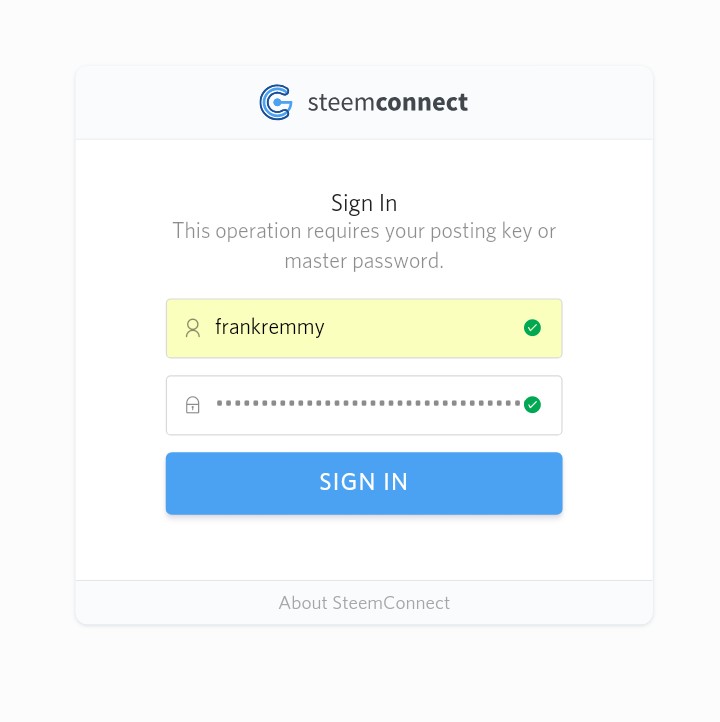 steemconnect
Sign In
This operation requires your posting key or
master password.
frankremmy
SIGN IN
About SteemConnect